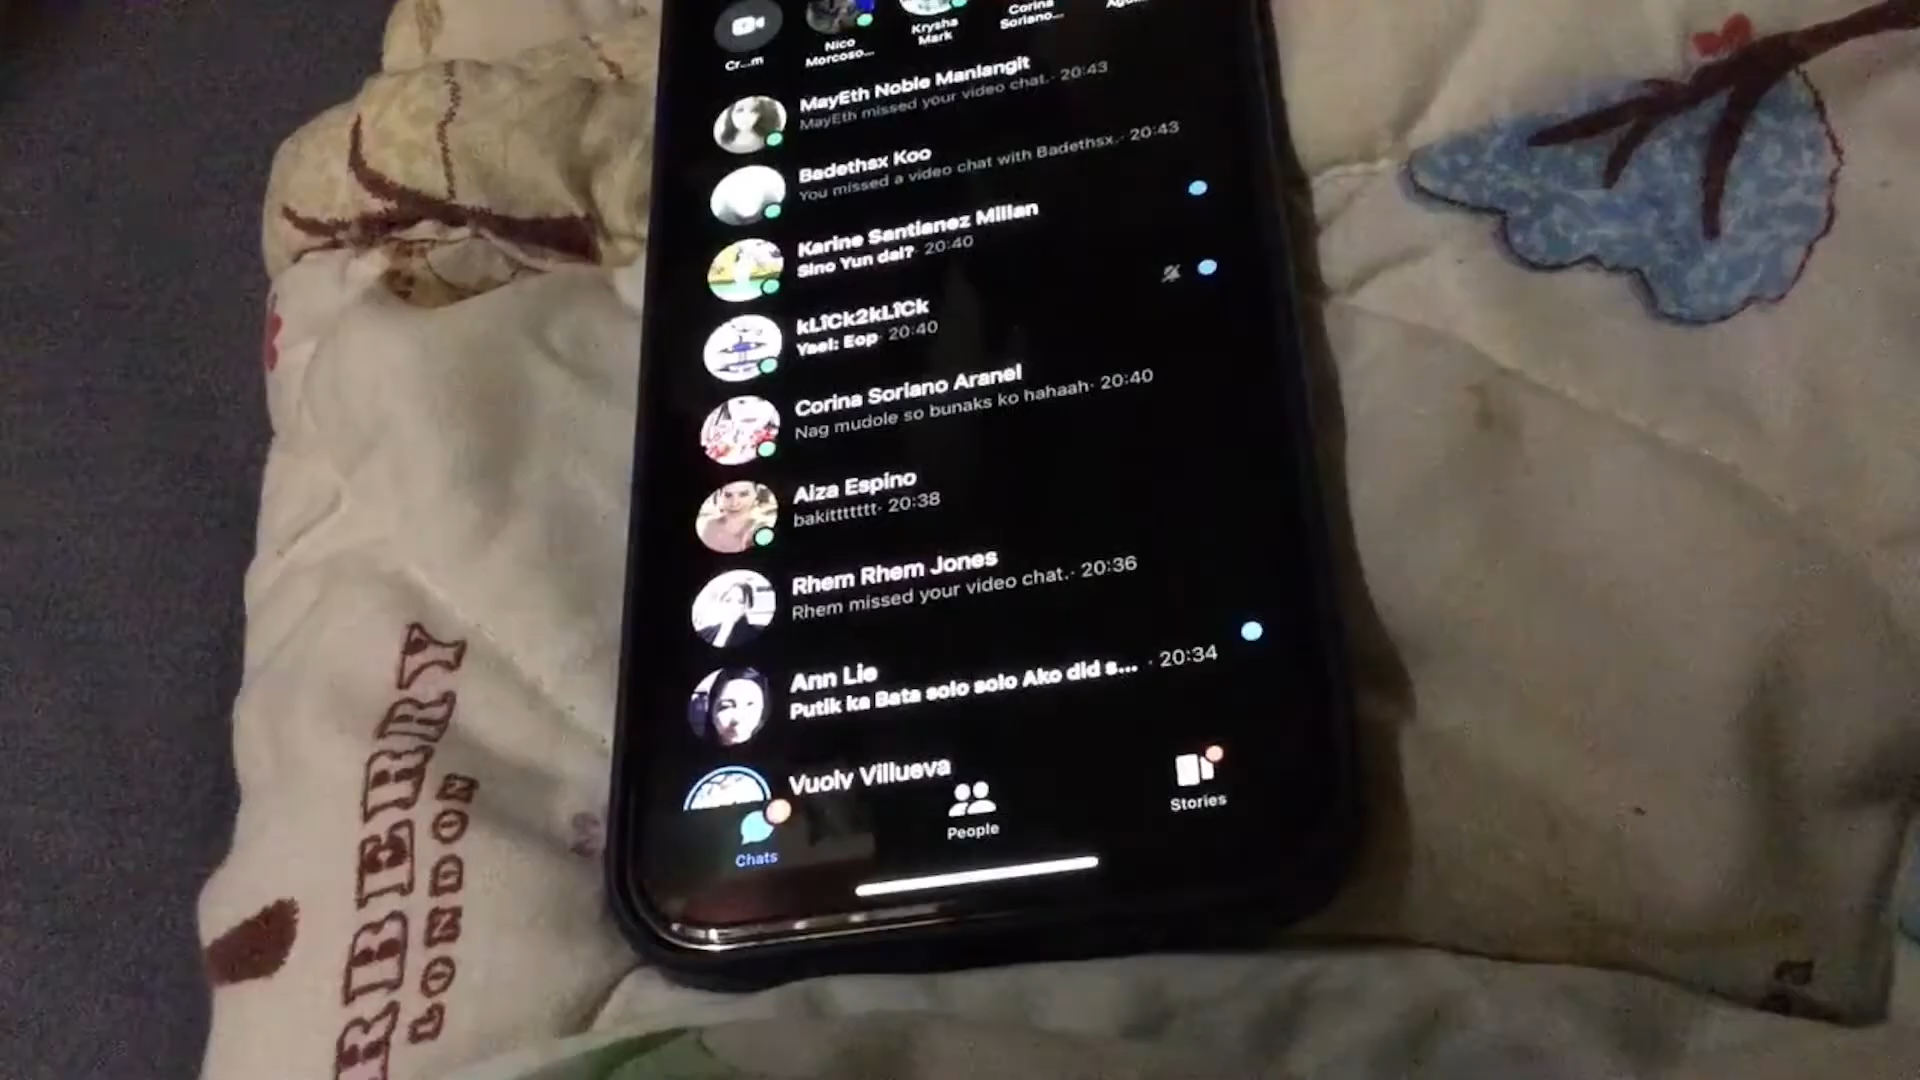 Cr...m
Nico
Morcoso...
Krysha
Mark
Corina
Soriano...
MayEth Noble Manlangit
MayEth missed your video chat. · 20:43
Badethsx Koo
You missed a video chat with Badethsx. · 20:43
Karine Santianez Millan
Sino Yun dai? · 20:40
kLîCk2kLîCk
Yael: Eop · 20:40
Corina Soriano Aranel
Nag mudole so bunaks ko hahaah · 20:40
Aiza Espino
bakittttttt · 20:38
Rhem Rhem Jones
Rhem missed your video chat. · 20:36
Ann Lie
Putik ka Bata solo solo Ako did s... · 20:34
Vuoly Villueva
Chats
People
Stories
RBERRY
LONDON